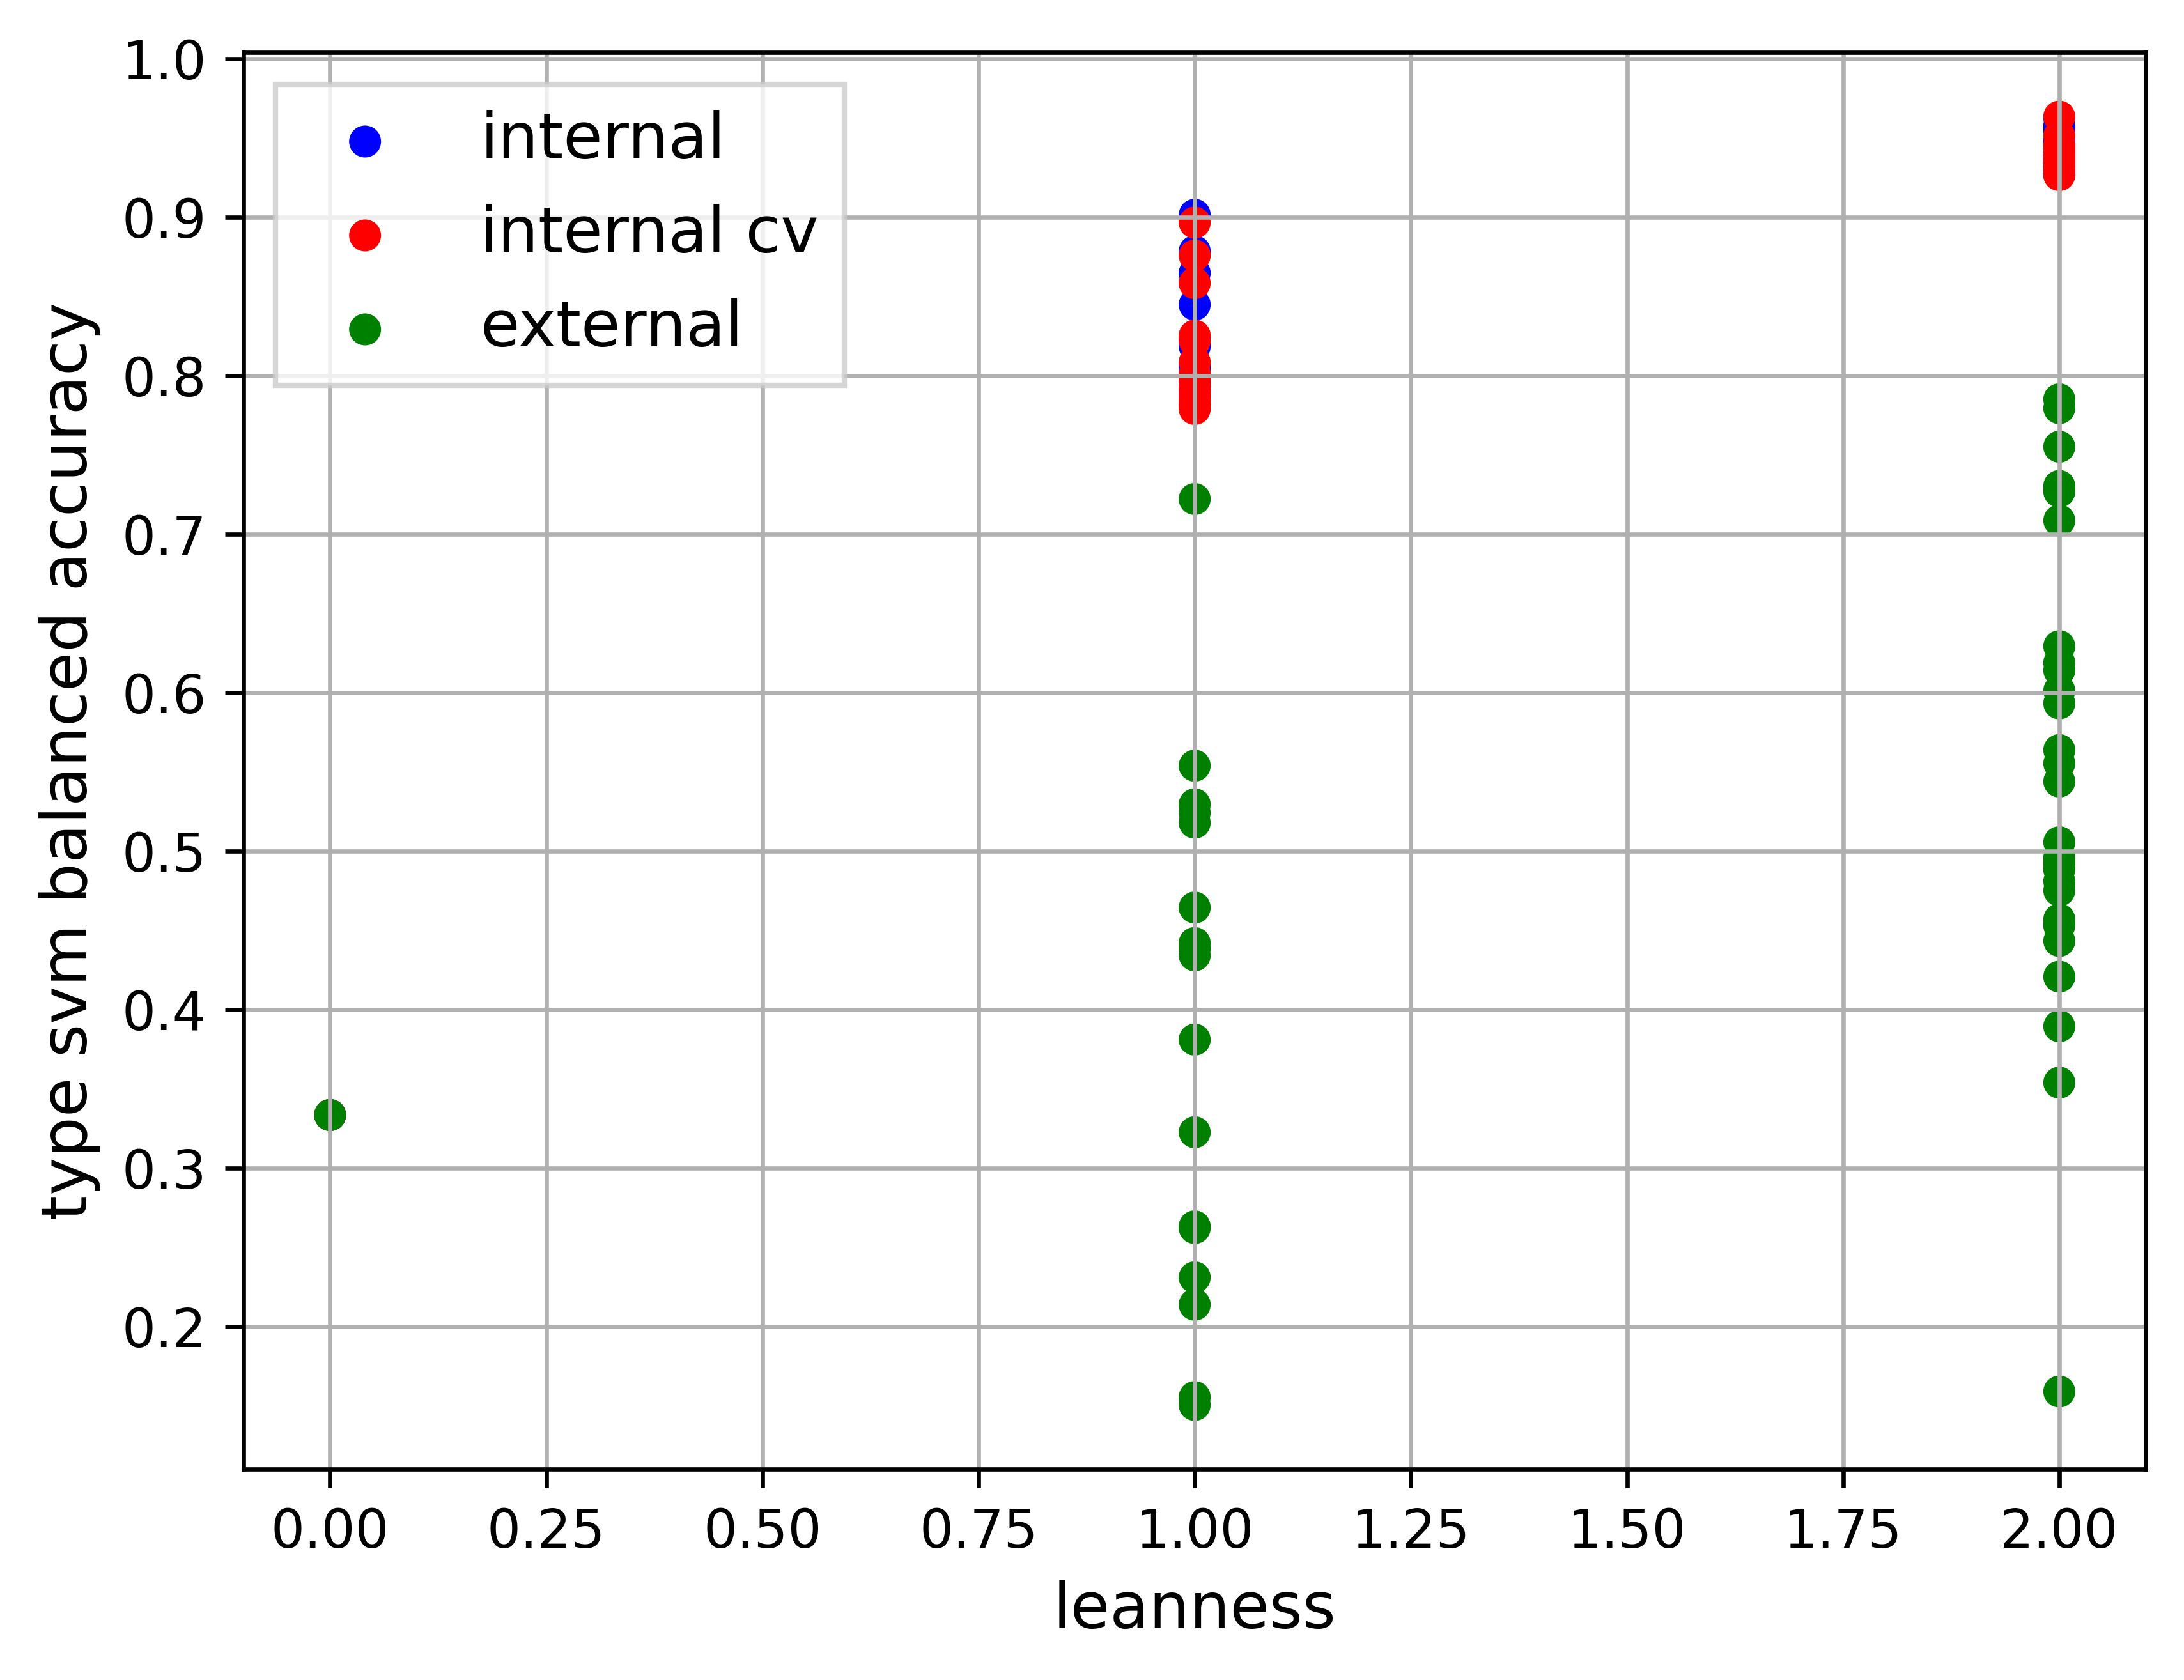 1.0
0.9
0.8
0.7
0.6
0.5
0.4
0.3
0.2
type svm balanced accuracy
internal
internal cv
external
0.00 0.25 0.50 0.75 1.00 1.25 1.50 1.75 2.00
leanness